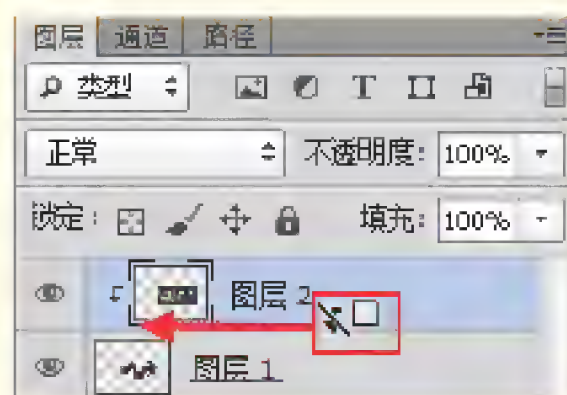 图层 通道 路径
类型 T
正常 不透明度: 100%
锁定: 填充: 100%
图层 2
图层 1